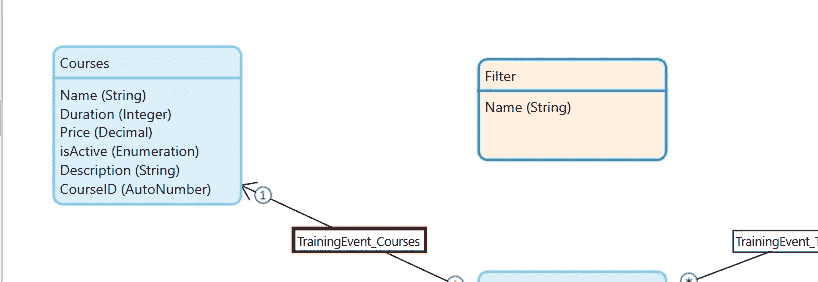 Courses
Name (String)
Duration (Integer)
Price (Decimal)
isActive (Enumeration)
Description (String)
CourseID (AutoNumber)
Filter
Name (String)
1
TrainingEvent_Courses
TrainingEvent_T
*